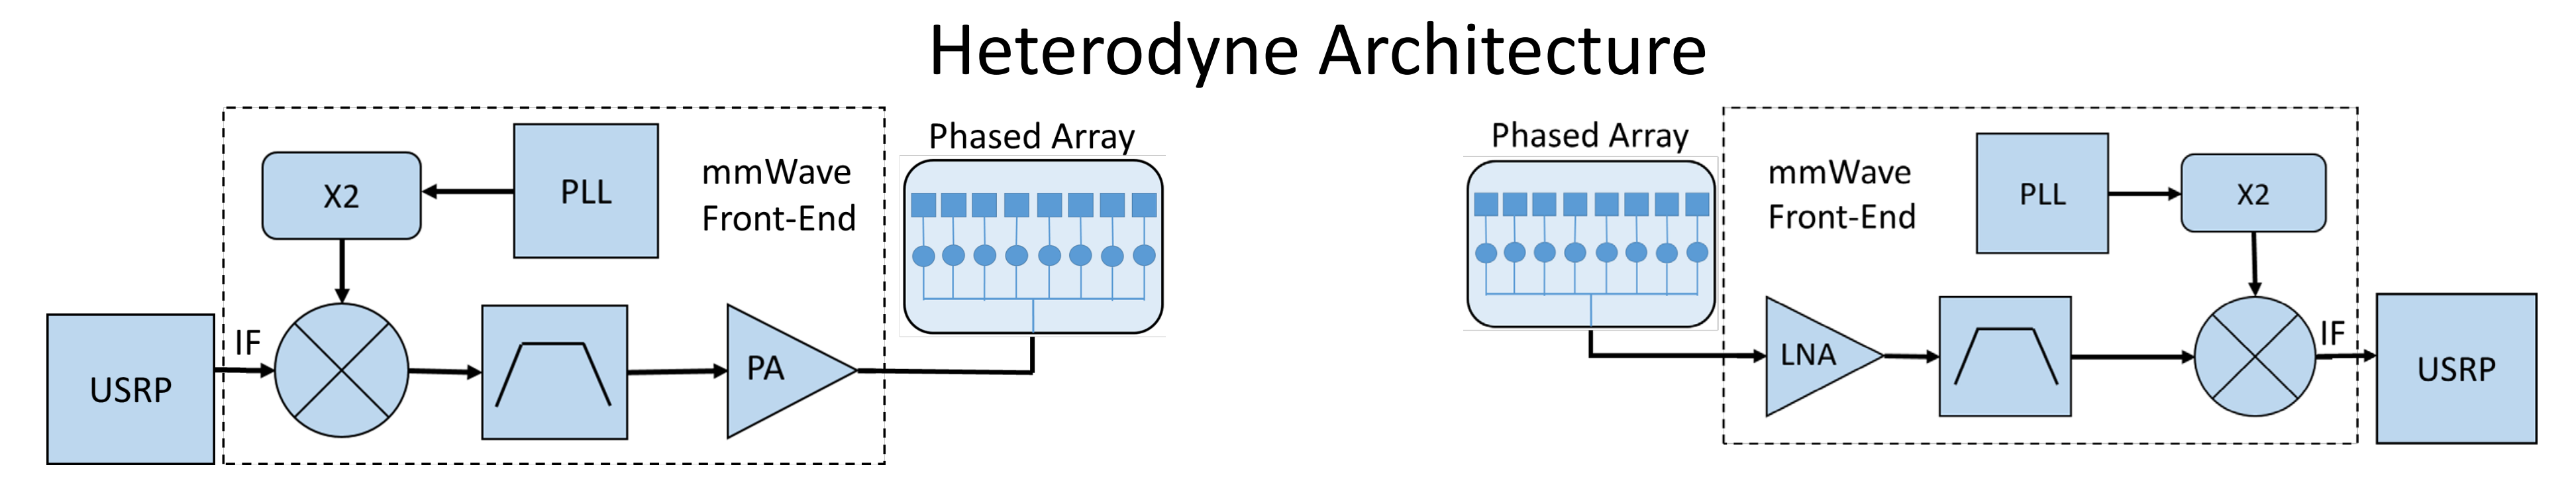 Heterodyne Architecture
Phased Array
X2
PLL
mmWave
Front-End
IF
USRP
PA
Phased Array
mmWave
Front-End
PLL
X2
LNA
IF
USRP